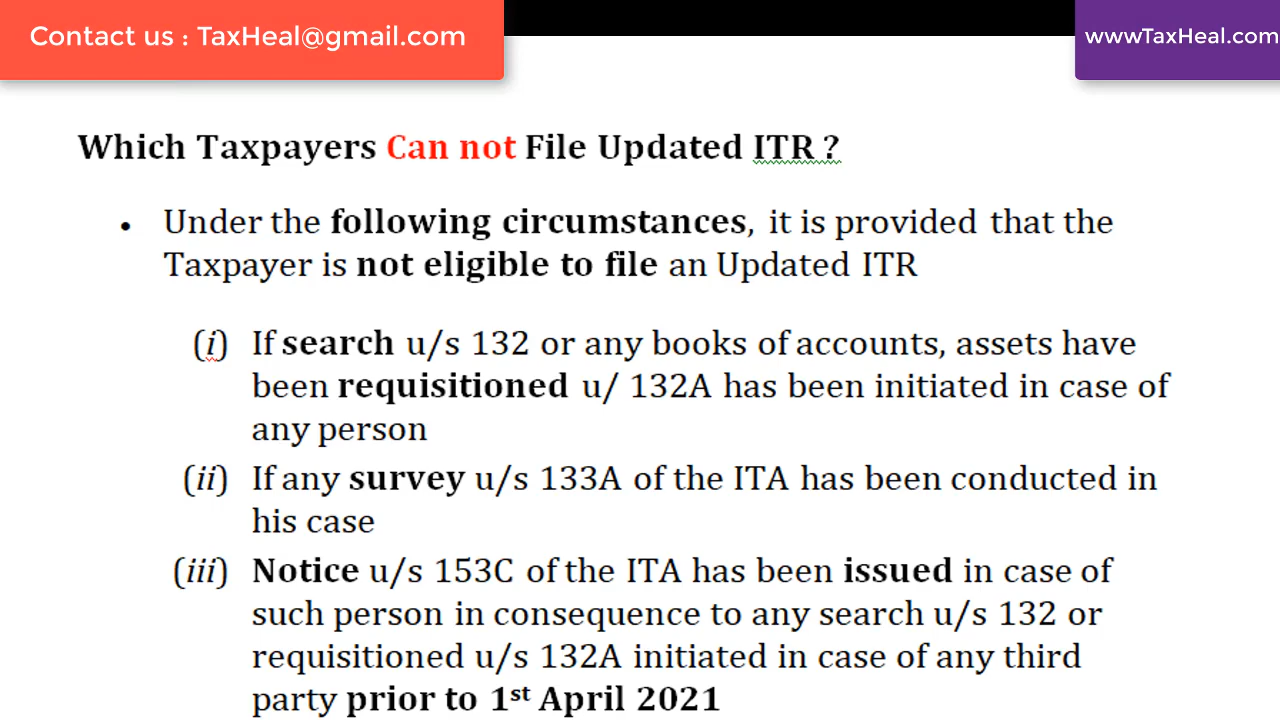 Contact us : TaxHeal@gmail.com
wwwTaxHeal.com
Which Taxpayers Can not File Updated ITR ?
• Under the following circumstances, it is provided that the
Taxpayer is not eligible to file an Updated ITR
(i) If search u/s 132 or any books of accounts, assets have
been requisitioned u/ 132A has been initiated in case of
any person
(ii) If any survey u/s 133A of the ITA has been conducted in
his case
(iii) Notice u/s 153C of the ITA has been issued in case of
such person in consequence to any search u/s 132 or
requisitioned u/s 132A initiated in case of any third
party prior to 1st April 2021